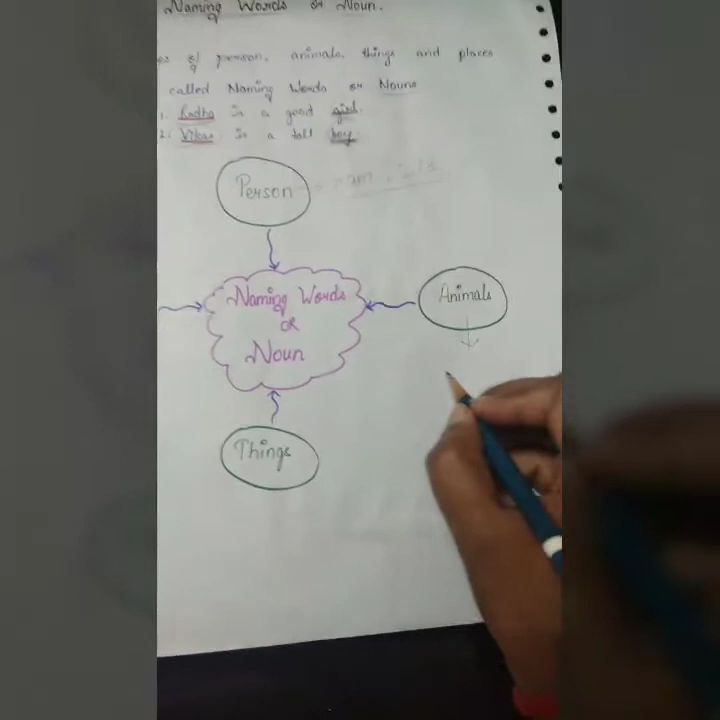 Naming Words or Noun.
of person, animals, things and places
called Naming Words or Nouns
1. Radha is a good girl.
2. Vikas is a tall boy
Person
Naming Words
OR
Noun
Animals
Things